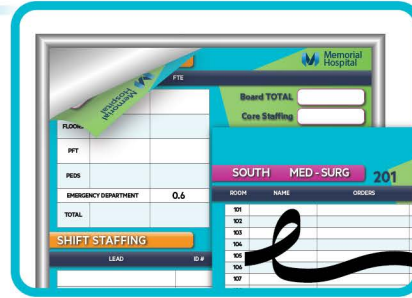 Memorial
Hospital
FTE
Memorial
Hospital
Board TOTAL
Core Staffing
FLOORS
PFT
PEDS
EMERGENCY DEPARTMENT 0.6
TOTAL
SHIFT STAFFING
LEAD ID #
SOUTH MED - SURG 201
ROOM NAME ORDERS
101
102
103
104
105
106
107